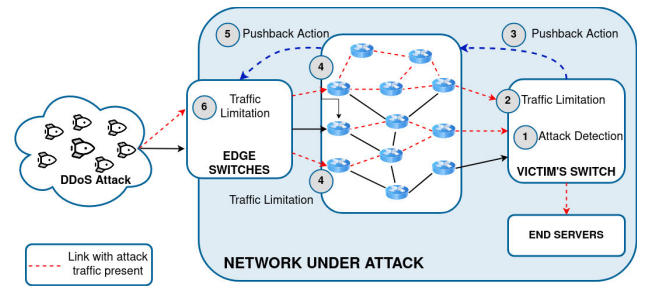 5 Pushback Action
3 Pushback Action
4
6 Traffic
Limitation
2 Traffic Limitation
1 Attack Detection
DDoS Attack
EDGE
SWITCHES
VICTIM'S SWITCH
4
Traffic Limitation
END SERVERS
Link with attack
traffic present
NETWORK UNDER ATTACK